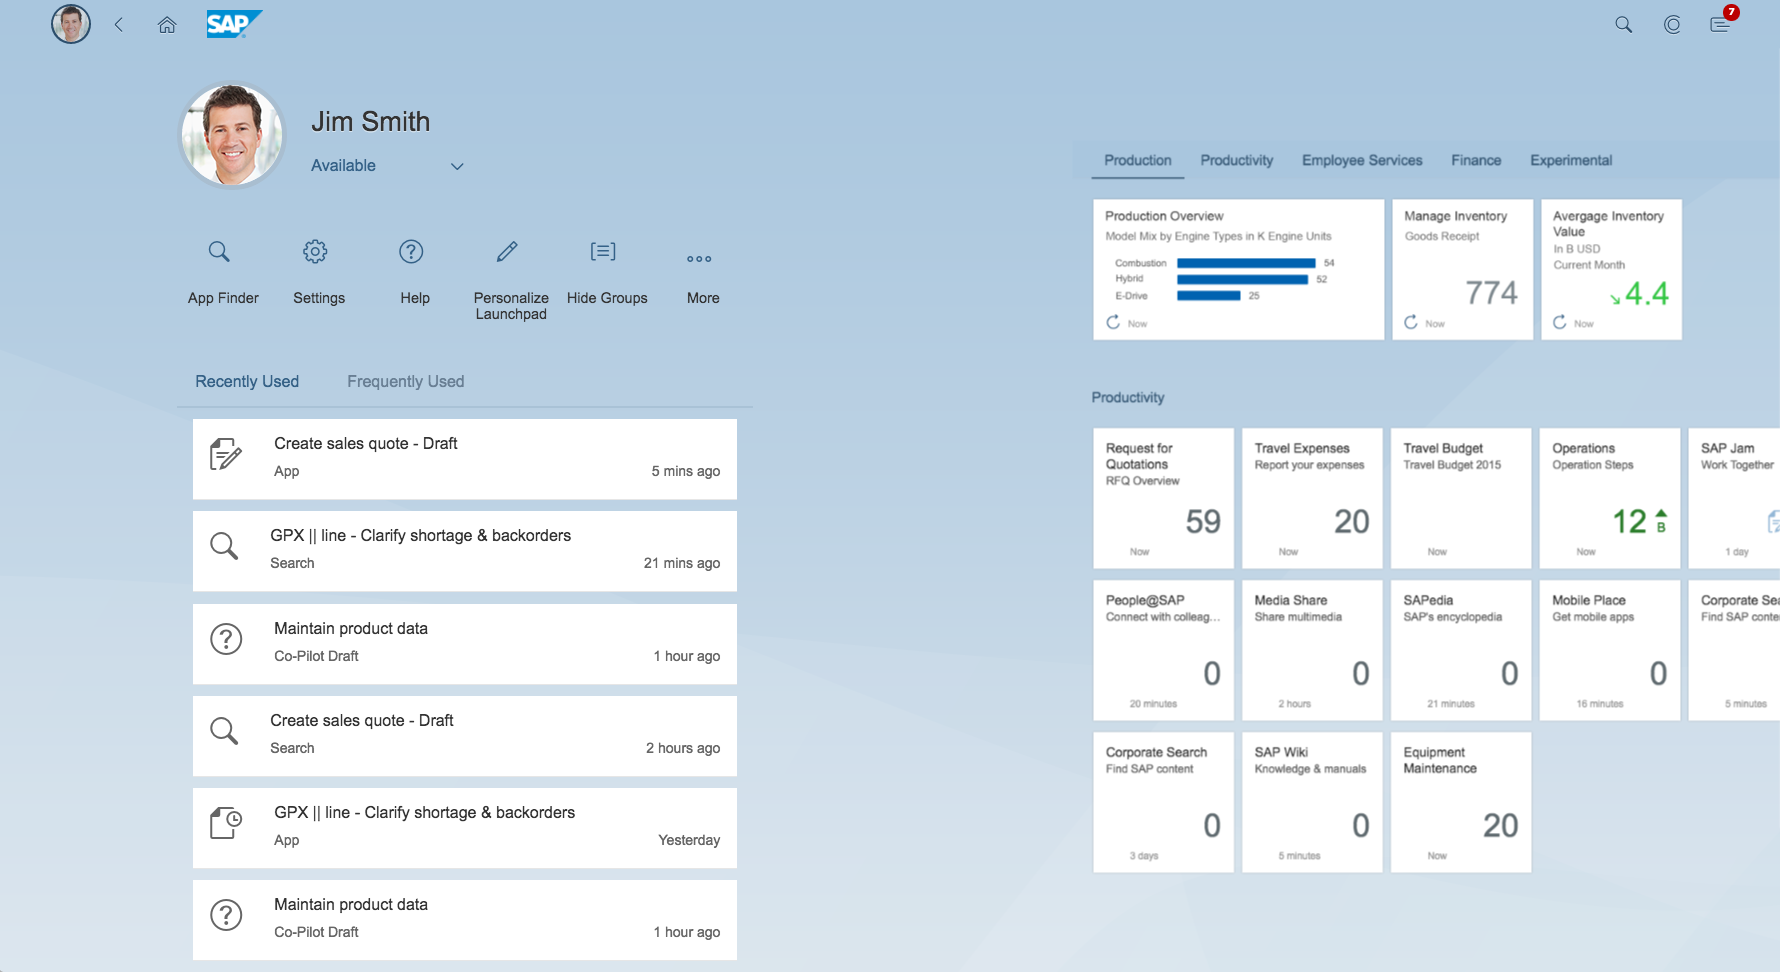 SAP
7
Jim Smith
Available
App Finder
Settings
Help
Personalize
Launchpad
Hide Groups
More
Recently Used
Frequently Used
Create sales quote - Draft
App
5 mins ago
GPX || line - Clarify shortage & backorders
Search
21 mins ago
Maintain product data
Co-Pilot Draft
1 hour ago
Create sales quote - Draft
Search
2 hours ago
GPX || line - Clarify shortage & backorders
App
Yesterday
Maintain product data
Co-Pilot Draft
1 hour ago
Production
Productivity
Employee Services
Finance
Experimental
Production Overview
Model Mix by Engine Types in K Engine Units
Combustion 54
Hybrid 52
E-Drive 25
Now
Manage Inventory
Goods Receipt
774
Now
Avergage Inventory
Value
In B USD
Current Month
4.4
Now
Productivity
Request for
Quotations
RFQ Overview
59
Now
Travel Expenses
Report your expenses
20
Now
Travel Budget
Travel Budget 2015
Now
Operations
Operation Steps
12 B
Now
SAP Jam
Work Together
1 day
People@SAP
Connect with colleag...
0
20 minutes
Media Share
Share multimedia
0
2 hours
SAPedia
SAP's encyclopedia
0
21 minutes
Mobile Place
Get mobile apps
0
16 minutes
Corporate Sea
Find SAP conte
5 minutes
Corporate Search
Find SAP content
0
3 days
SAP Wiki
Knowledge & manuals
0
5 minutes
Equipment
Maintenance
20
Now